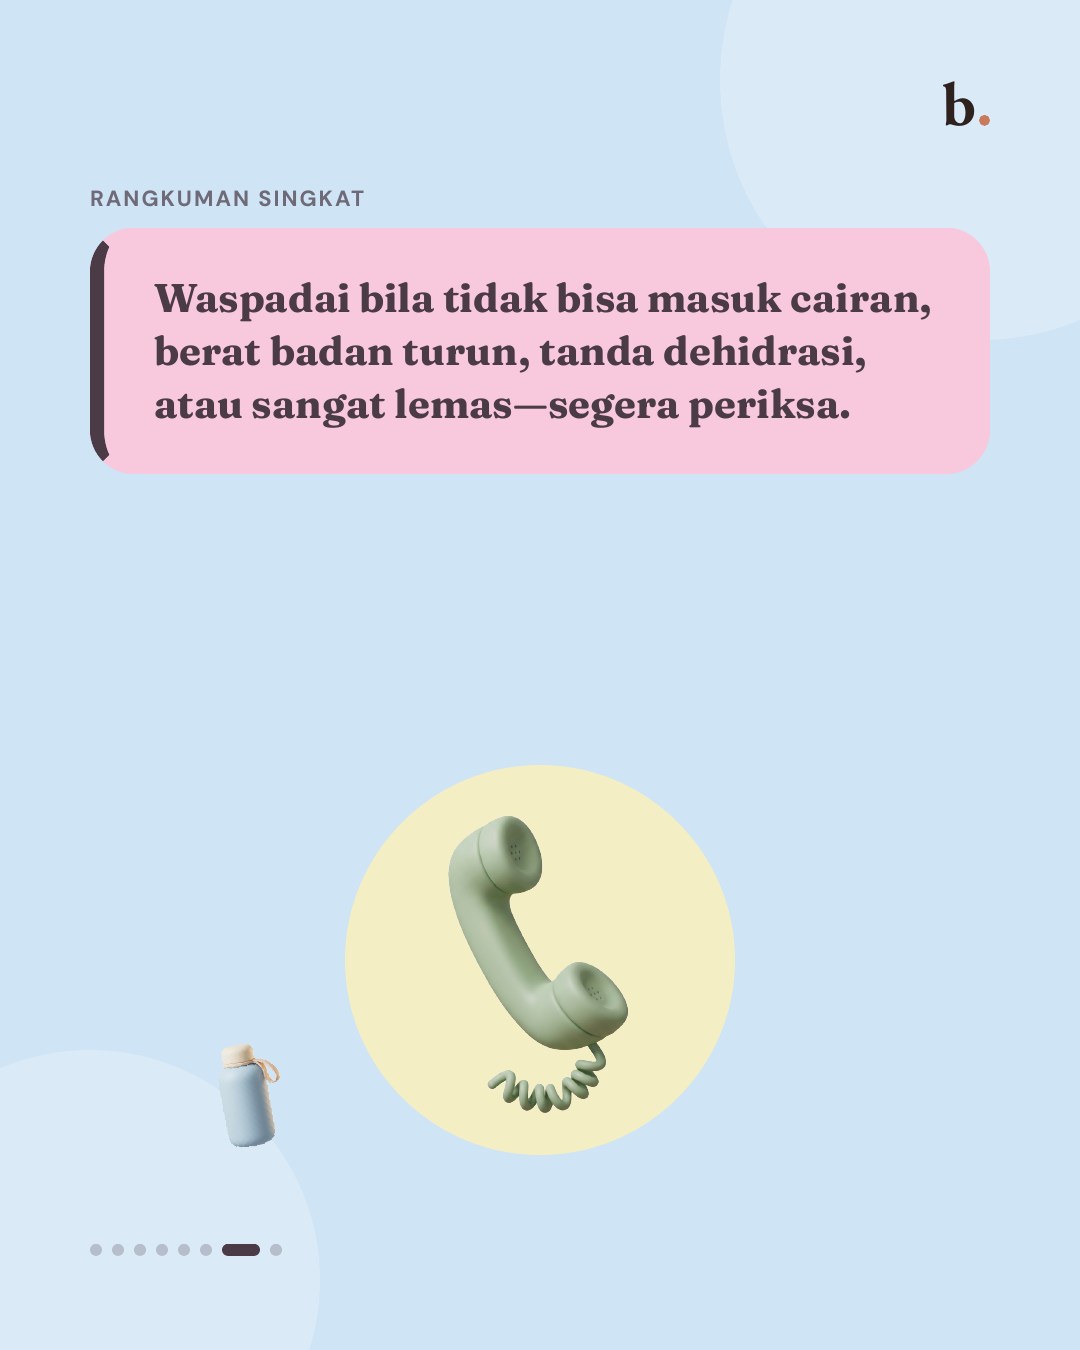 b.
RANGKUMAN SINGKAT
Waspadai bila tidak bisa masuk cairan,
berat badan turun, tanda dehidrasi,
atau sangat lemas—segera periksa.